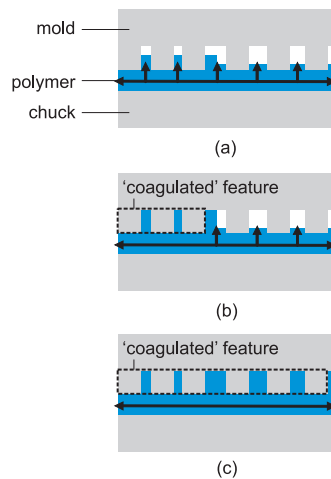 mold
polymer
chuck
(a)
'coagulated' feature
(b)
'coagulated' feature
(c)